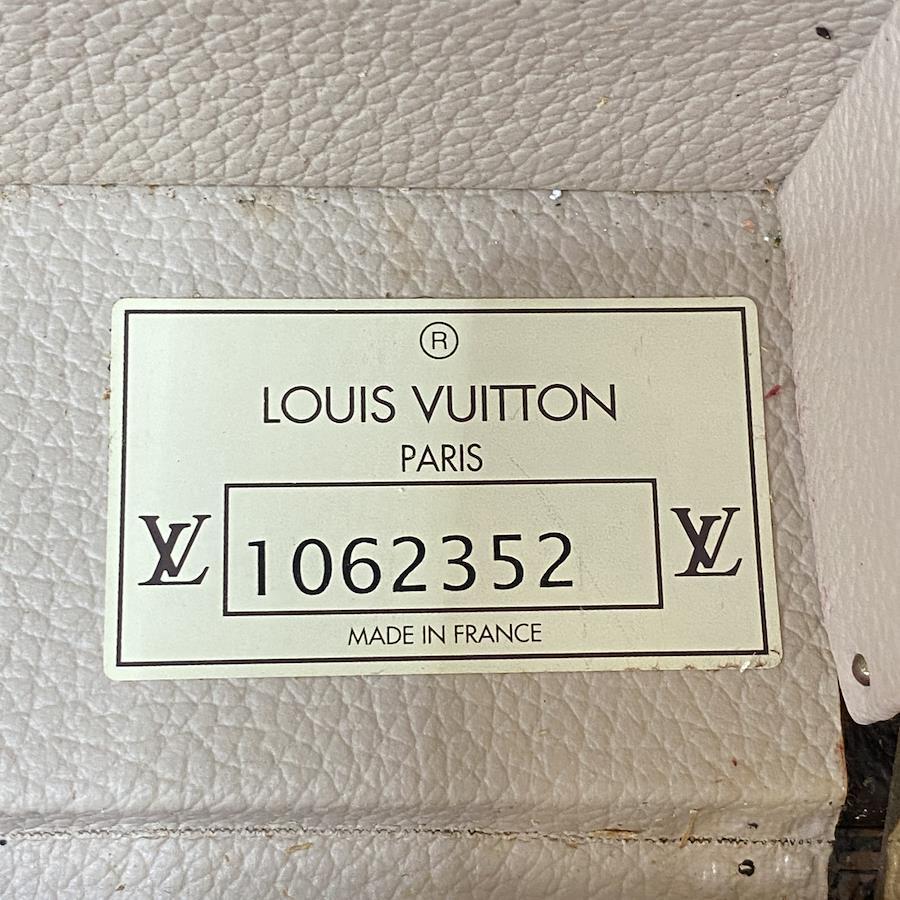 ®
LOUIS VUITTON
PARIS
LV 1062352 LV
MADE IN FRANCE